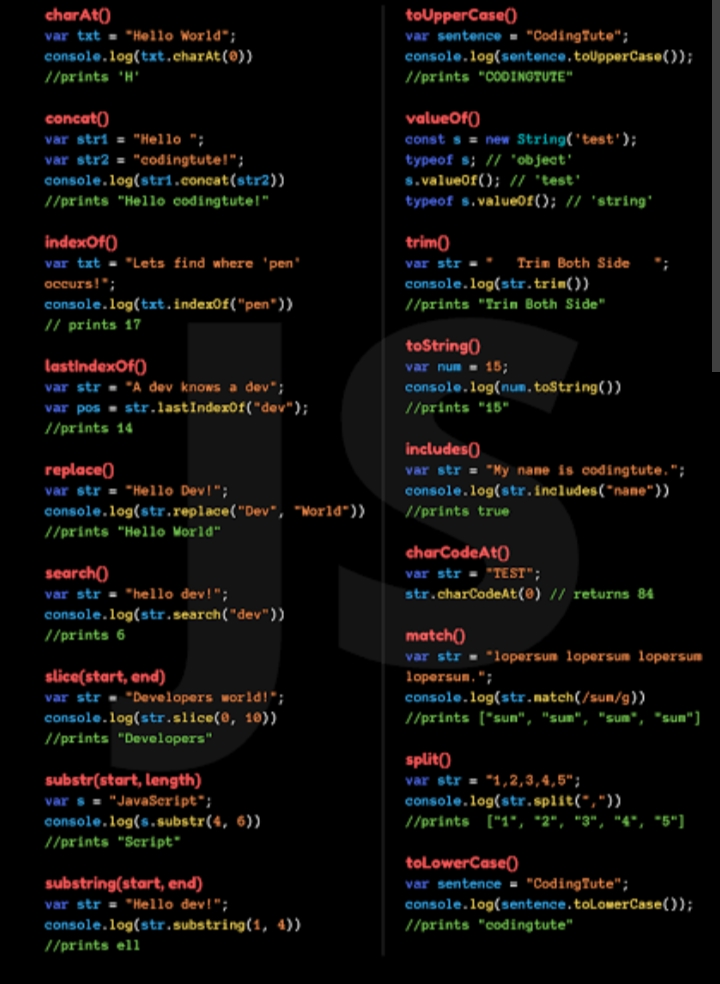 charAt()
var txt = "Hello World";
console.log(txt.charAt(0))
//prints 'H'
concat()
var str1 = "Hello ";
var str2 = "codingtute!";
console.log(str1.concat(str2))
//prints "Hello codingtute!"
indexOf()
var txt = "Lets find where 'pen'
occurs!";
console.log(txt.indexOf("pen"))
// prints 17
lastIndexOf()
var str = "A dev knows a dev";
var pos = str.lastIndexOf("dev");
//prints 14
replace()
var str = "Hello Dev!";
console.log(str.replace("Dev", "World"))
//prints "Hello World"
search()
var str = "hello dev!";
console.log(str.search("dev"))
//prints 6
slice(start, end)
var str = "Developers world!";
console.log(str.slice(0, 10))
//prints "Developers"
substr(start, length)
var s = "JavaScript";
console.log(s.substr(4, 6))
//prints "Script"
substring(start, end)
var str = "Hello dev!";
console.log(str.substring(1, 4))
//prints ell
toUpperCase()
var sentence = "CodingTute";
console.log(sentence.toUpperCase());
//prints "CODINGTUTE"
valueOf()
const s = new String('test');
typeof s; // 'object'
s.valueOf(); // 'test'
typeof s.valueOf(); // 'string'
trim()
var str = "   Trim Both Side   ";
console.log(str.trim())
//prints "Trim Both Side"
toString()
var num = 15;
console.log(num.toString())
//prints "15"
includes()
var str = "My name is codingtute.";
console.log(str.includes("name"))
//prints true
charCodeAt()
var str = "TEST";
str.charCodeAt(0) // returns 84
match()
var str = "lopersum lopersum lopersum
lopersum.";
console.log(str.match(/sum/g))
//prints ["sum", "sum", "sum", "sum"]
split()
var str = "1,2,3,4,5";
console.log(str.split(","))
//prints  ["1", "2", "3", "4", "5"]
toLowerCase()
var sentence = "CodingTute";
console.log(sentence.toLowerCase());
//prints "codingtute"
JS